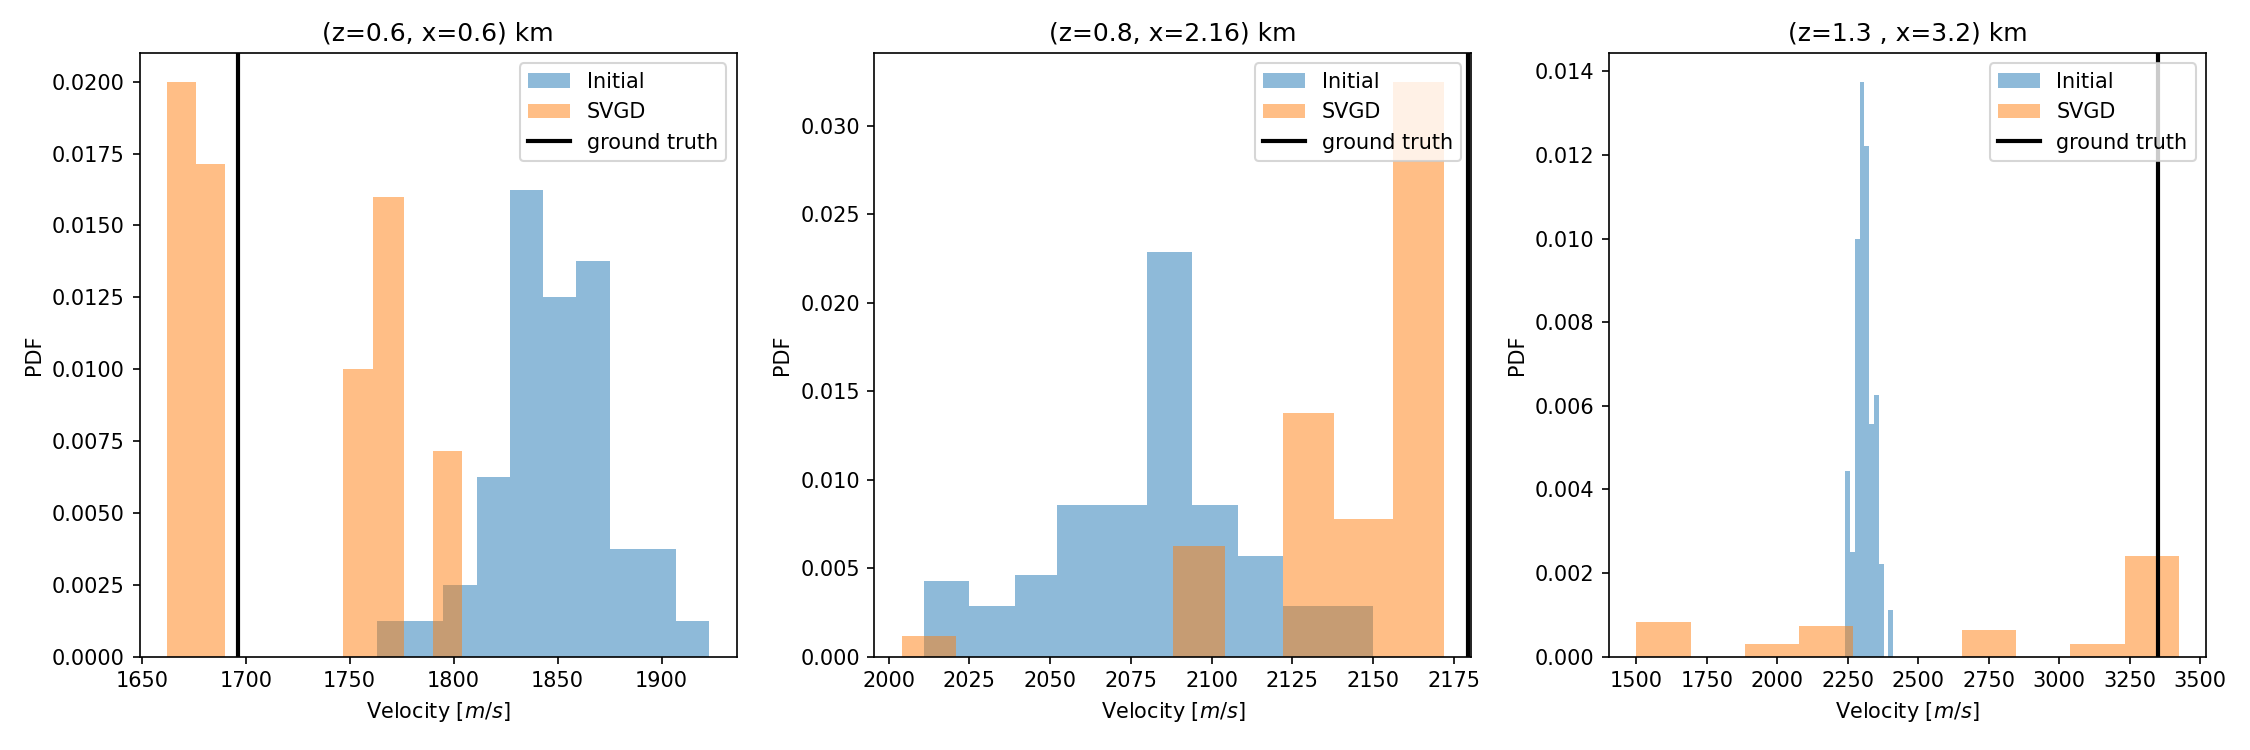 (z=0.6, x=0.6) km
Initial
SVGD
ground truth
0.0200
0.0175
0.0150
0.0125
0.0100
0.0075
0.0050
0.0025
0.0000
PDF
1650 1700 1750 1800 1850 1900
Velocity [m/s]
(z=0.8, x=2.16) km
Initial
SVGD
ground truth
0.030
0.025
0.020
0.015
0.010
0.005
0.000
PDF
2000 2025 2050 2075 2100 2125 2150 2175
Velocity [m/s]
(z=1.3 , x=3.2) km
Initial
SVGD
ground truth
0.014
0.012
0.010
0.008
0.006
0.004
0.002
0.000
PDF
1500 1750 2000 2250 2500 2750 3000 3250 3500
Velocity [m/s]